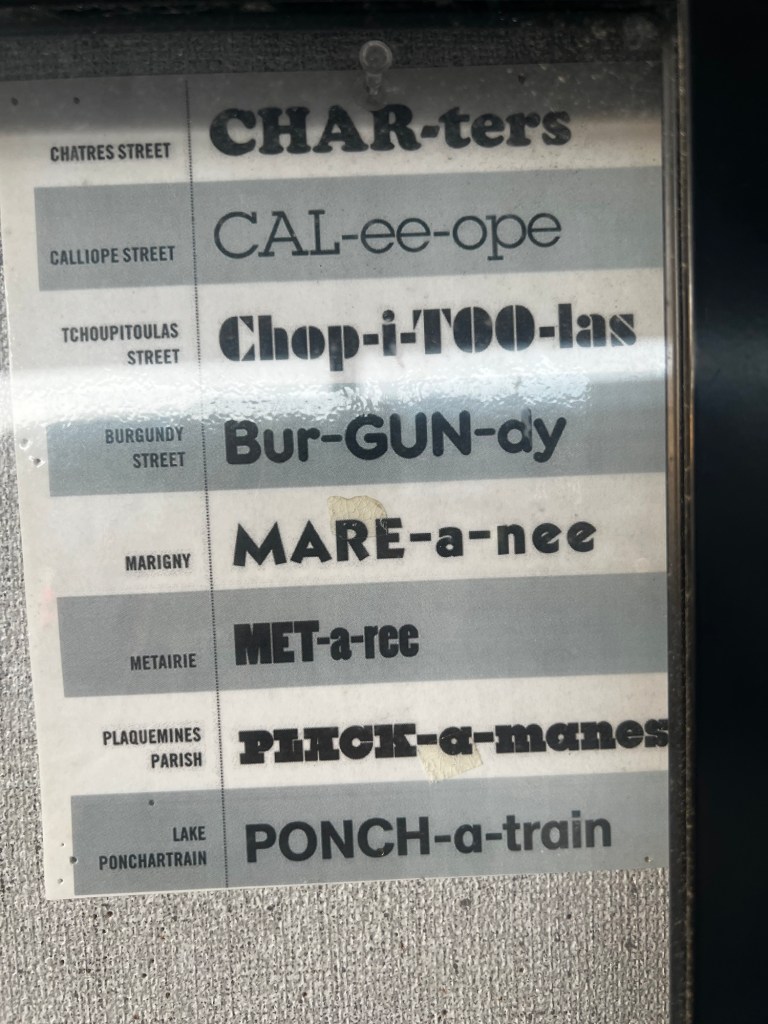 CHATRES STREET CHAR-ters
CALLIOPE STREET CAL-ee-ope
TCHOUPITOULAS
STREET Chop-i-TOO-las
BURGUNDY
STREET Bur-GUN-dy
MARIGNY MARE-a-nee
METAIRIE MET-a-ree
PLAQUEMINES
PARISH PLACK-a-manes
LAKE
PONCHARTRAIN PONCH-a-train